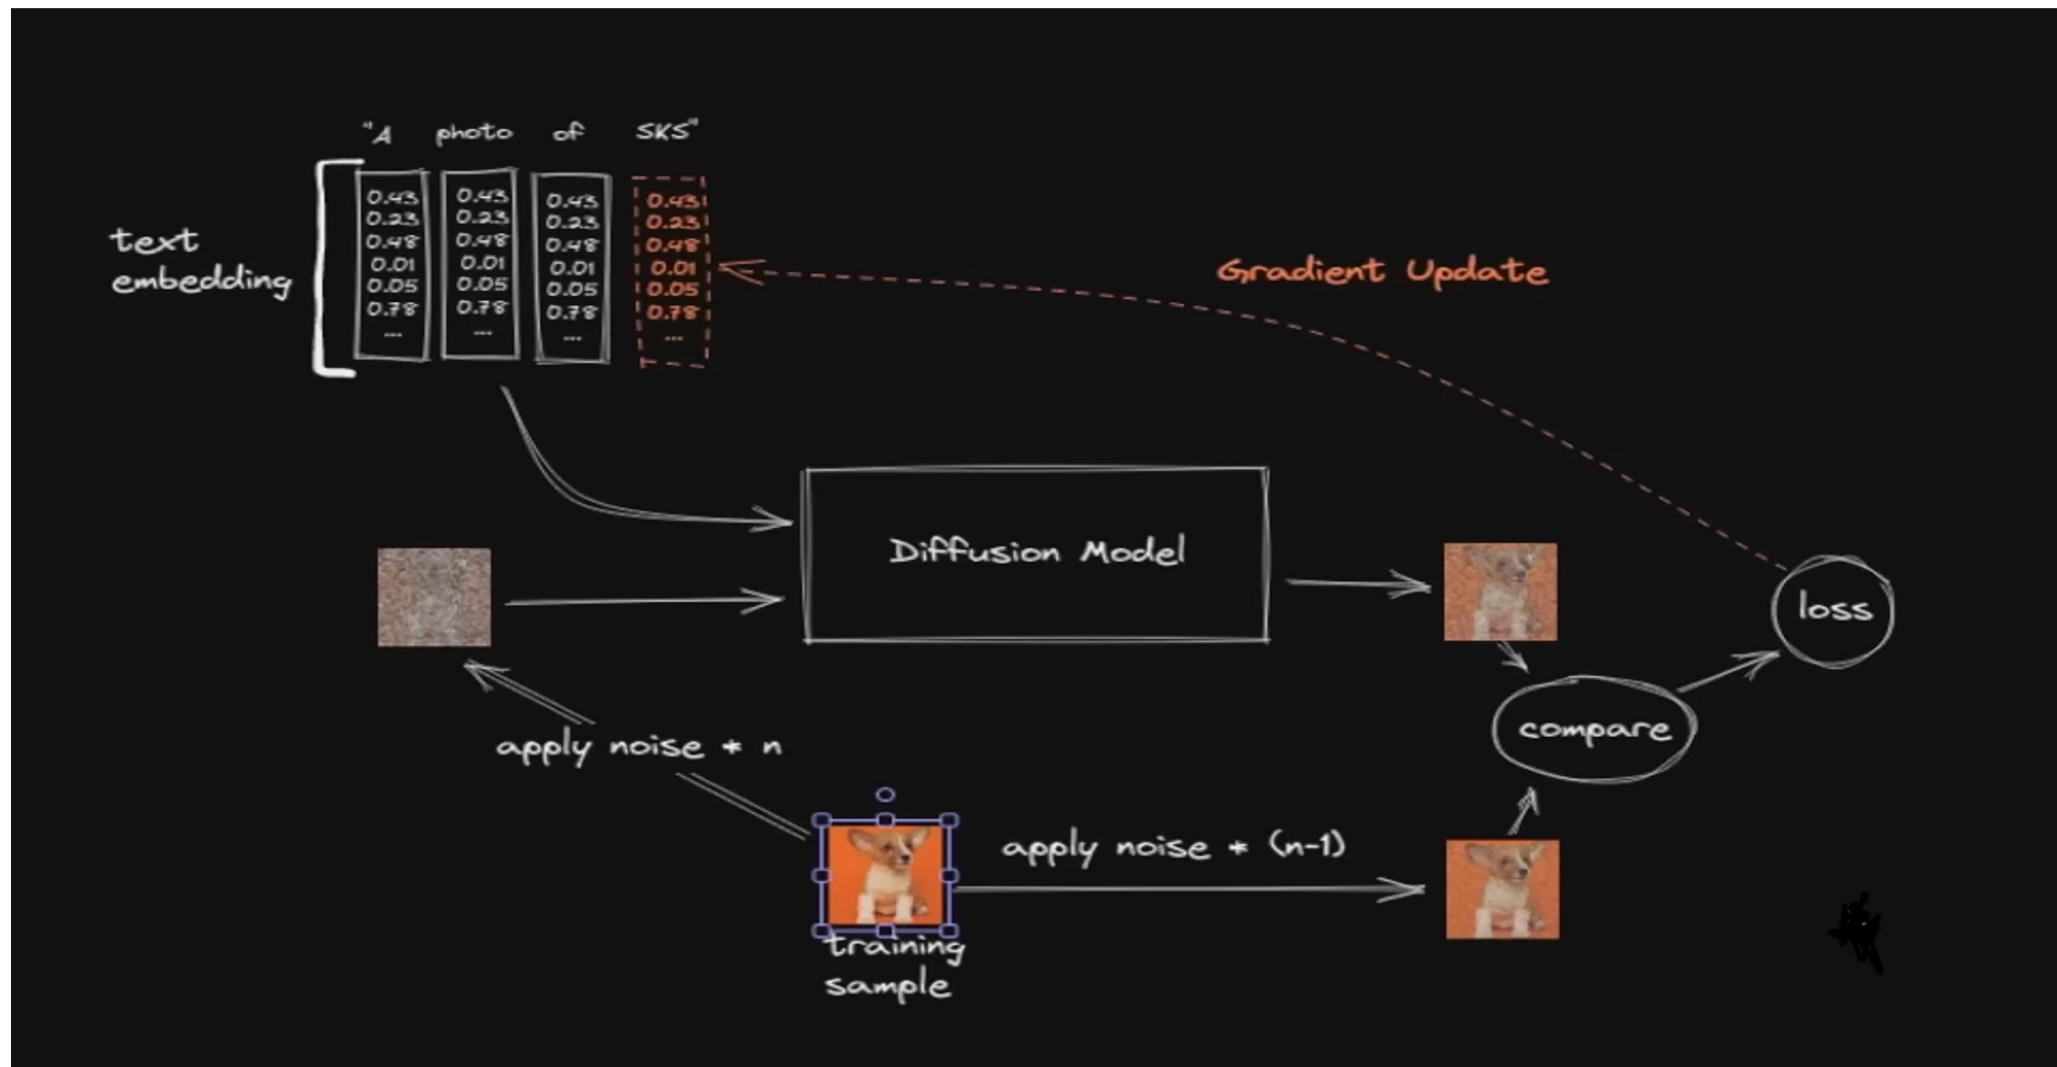 "A photo of SKS"
0.43 0.43 0.43 0.43
0.23 0.23 0.23 0.23
0.48 0.48 0.48 0.48
0.01 0.01 0.01 0.01
0.05 0.05 0.05 0.05
0.78 0.78 0.78 0.78
... ... ... ...
text
embedding
Gradient Update
Diffusion Model
loss
compare
apply noise * n
apply noise * (n-1)
training
sample